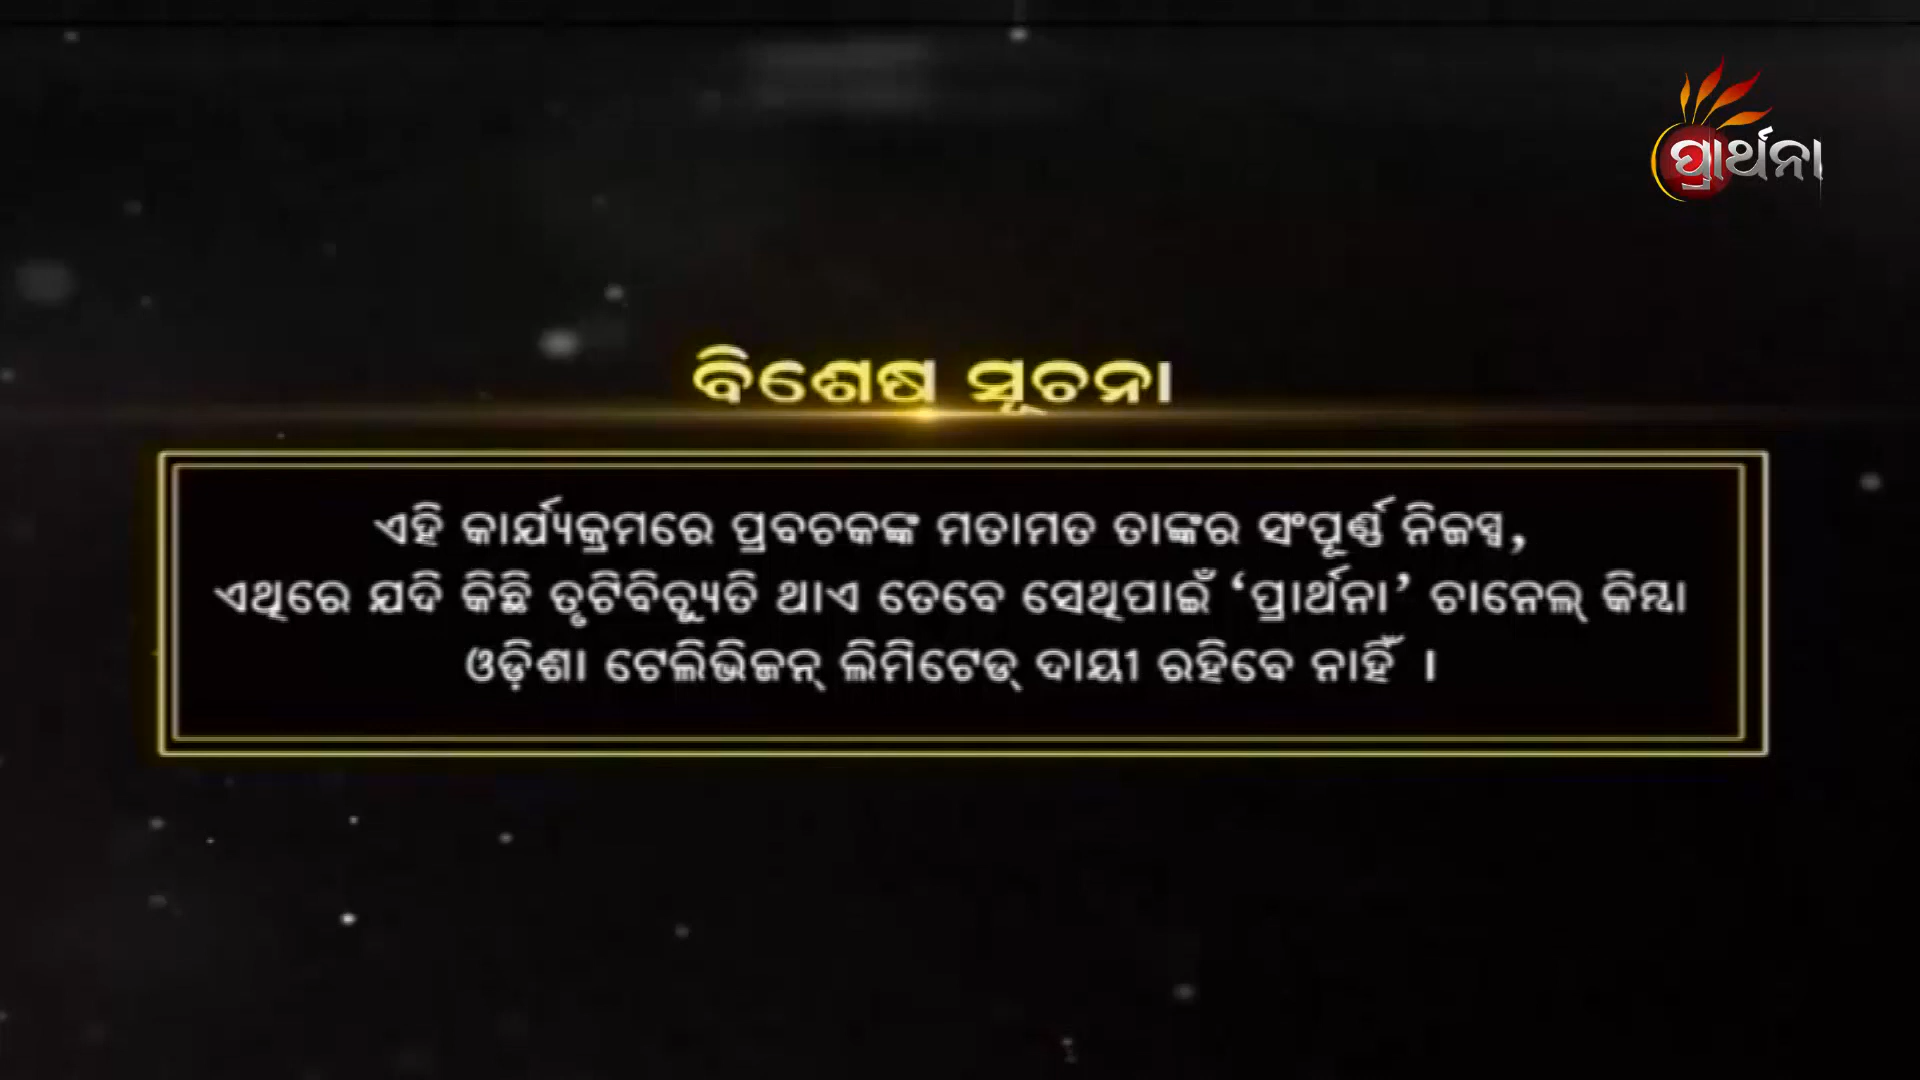 ପ୍ରାର୍ଥନା
ବିଶେଷ ସୂଚନା
ଏହି କାର୍ଯ୍ୟକ୍ରମରେ ପ୍ରବଚକଙ୍କ ମତାମତ ତାଙ୍କର ସଂପୂର୍ଣ୍ଣ ନିଜସ୍ୱ,
ଏଥିରେ ଯଦି କିଛି ତୃଟିବିଚ୍ୟୁତି ଥାଏ ତେବେ ସେଥିପାଇଁ ‘ପ୍ରାର୍ଥନା’ ଚାନେଲ୍ କିମ୍ବା
ଓଡ଼ିଶା ଟେଲିଭିଜନ୍ ଲିମିଟେଡ୍ ଦାୟୀ ରହିବେ ନାହିଁ ।